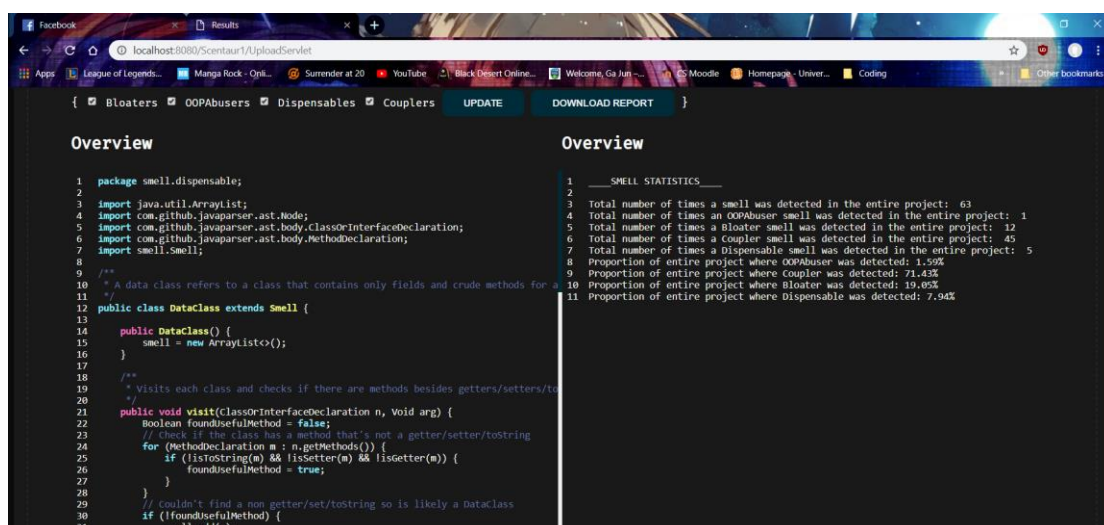 Facebook
Results
localhost:8080/Scentaur1/UploadServlet
Apps
League of Legends...
Manga Rock - Onli...
Surrender at 20
YouTube
Black Desert Online...
Welcome, Ga Jun -...
CS Moodle
Homepage - Univer...
Coding
Other bookmarks
{ Bloaters OOPAbusers Dispensables Couplers UPDATE DOWNLOAD REPORT }
Overview
1 package smell.dispensable;
2
3 import java.util.ArrayList;
4 import com.github.javaparser.ast.Node;
5 import com.github.javaparser.ast.body.ClassOrInterfaceDeclaration;
6 import com.github.javaparser.ast.body.MethodDeclaration;
7 import smell.Smell;
8
9 /**
10 * A data class refers to a class that contains only fields and crude methods for a
11 */
12 public class DataClass extends Smell {
13
14 public DataClass() {
15 smell = new ArrayList<>();
16 }
17
18 /**
19 * Visits each class and checks if there are methods besides getters/setters/to
20 */
21 public void visit(ClassOrInterfaceDeclaration n, Void arg) {
22 Boolean foundUsefulMethod = false;
23 // Check if the class has a method that's not a getter/setter/toString
24 for (MethodDeclaration m : n.getMethods()) {
25 if (!isToString(m) && !isSetter(m) && !isGetter(m)) {
26 foundUsefulMethod = true;
27 }
28 }
29 // Couldn't find a non getter/set/toString so is likely a DataClass
30 if (!foundUsefulMethod) {
Overview
1 ____SMELL STATISTICS____
2
3 Total number of times a smell was detected in the entire project: 63
4 Total number of times an OOPAbuser smell was detected in the entire project: 1
5 Total number of times a Bloater smell was detected in the entire project: 12
6 Total number of times a Coupler smell was detected in the entire project: 45
7 Total number of times a Dispensable smell was detected in the entire project: 5
8 Proportion of entire project where OOPAbuser was detected: 1.59%
9 Proportion of entire project where Coupler was detected: 71.43%
10 Proportion of entire project where Bloater was detected: 19.05%
11 Proportion of entire project where Dispensable was detected: 7.94%